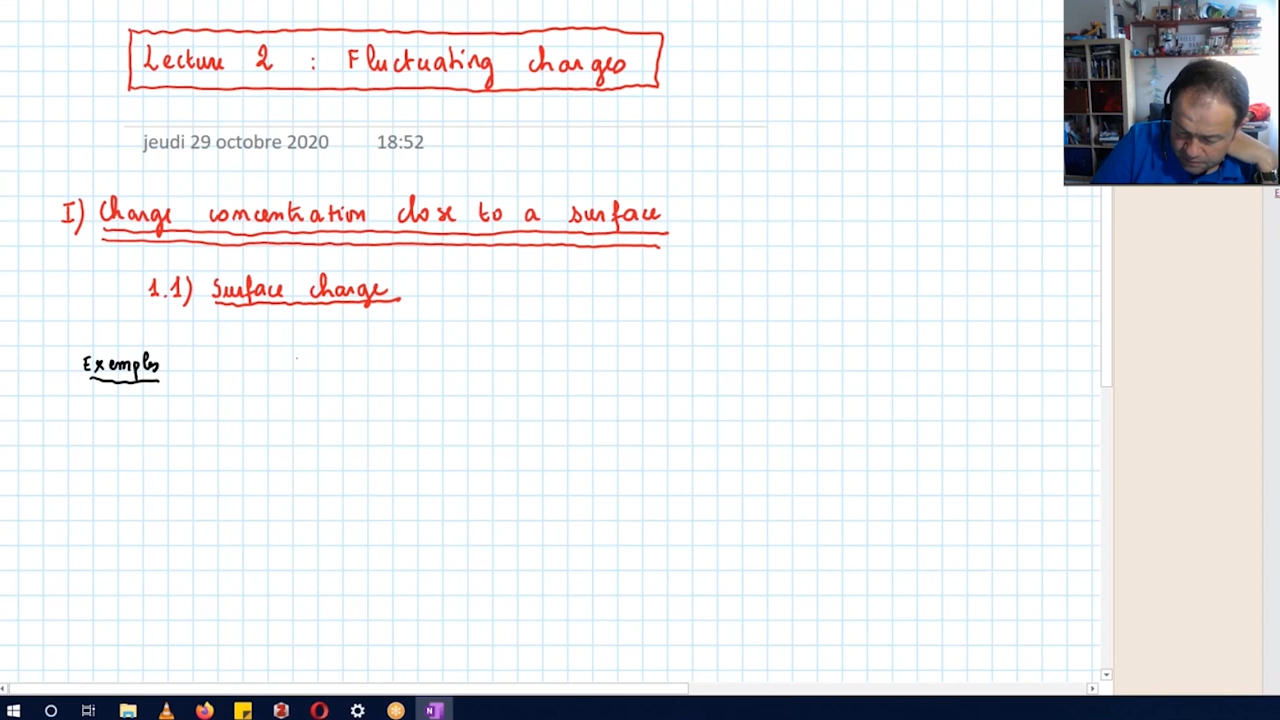 Lecture 2 : Fluctuating charges
jeudi 29 octobre 2020 18:52
I) Charge concentration close to a surface
1.1) Surface charge
Exemples